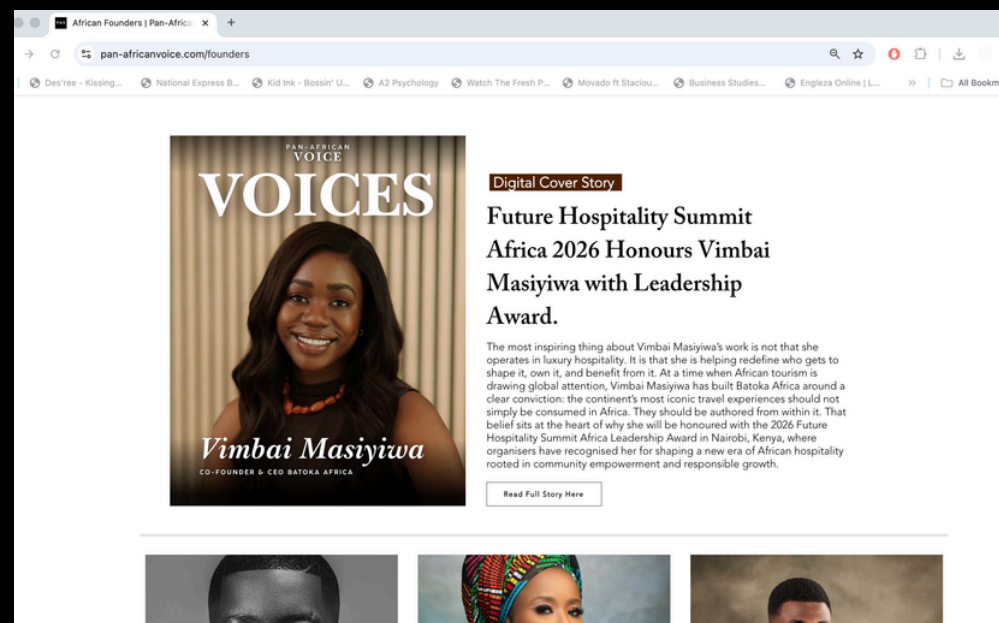 African Founders | Pan-Africa
pan-africanvoice.com/founders
Des'ree - Kissing...
National Express B...
Kid Ink - Bossin' U...
A2 Psychology
Watch The Fresh P...
Movado ft Staciou...
Business Studies...
Engleza Online | L...
All Bookm
PAN-AFRICAN
VOICE
VOICES
Vimbai Masiyiwa
CO-FOUNDER & CEO BATOKA AFRICA
Digital Cover Story
Future Hospitality Summit
Africa 2026 Honours Vimbai
Masiyiwa with Leadership
Award.
The most inspiring thing about Vimbai Masiyiwa's work is not that she
operates in luxury hospitality. It is that she is helping redefine who gets to
shape it, own it, and benefit from it. At a time when African tourism is
drawing global attention, Vimbai Masiyiwa has built Batoka Africa around a
clear conviction: the continent's most iconic travel experiences should not
simply be consumed in Africa. They should be authored from within it. That
belief sits at the heart of why she will be honoured with the 2026 Future
Hospitality Summit Africa Leadership Award in Nairobi, Kenya, where
organisers have recognised her for shaping a new era of African hospitality
rooted in community empowerment and responsible growth.
Read Full Story Here